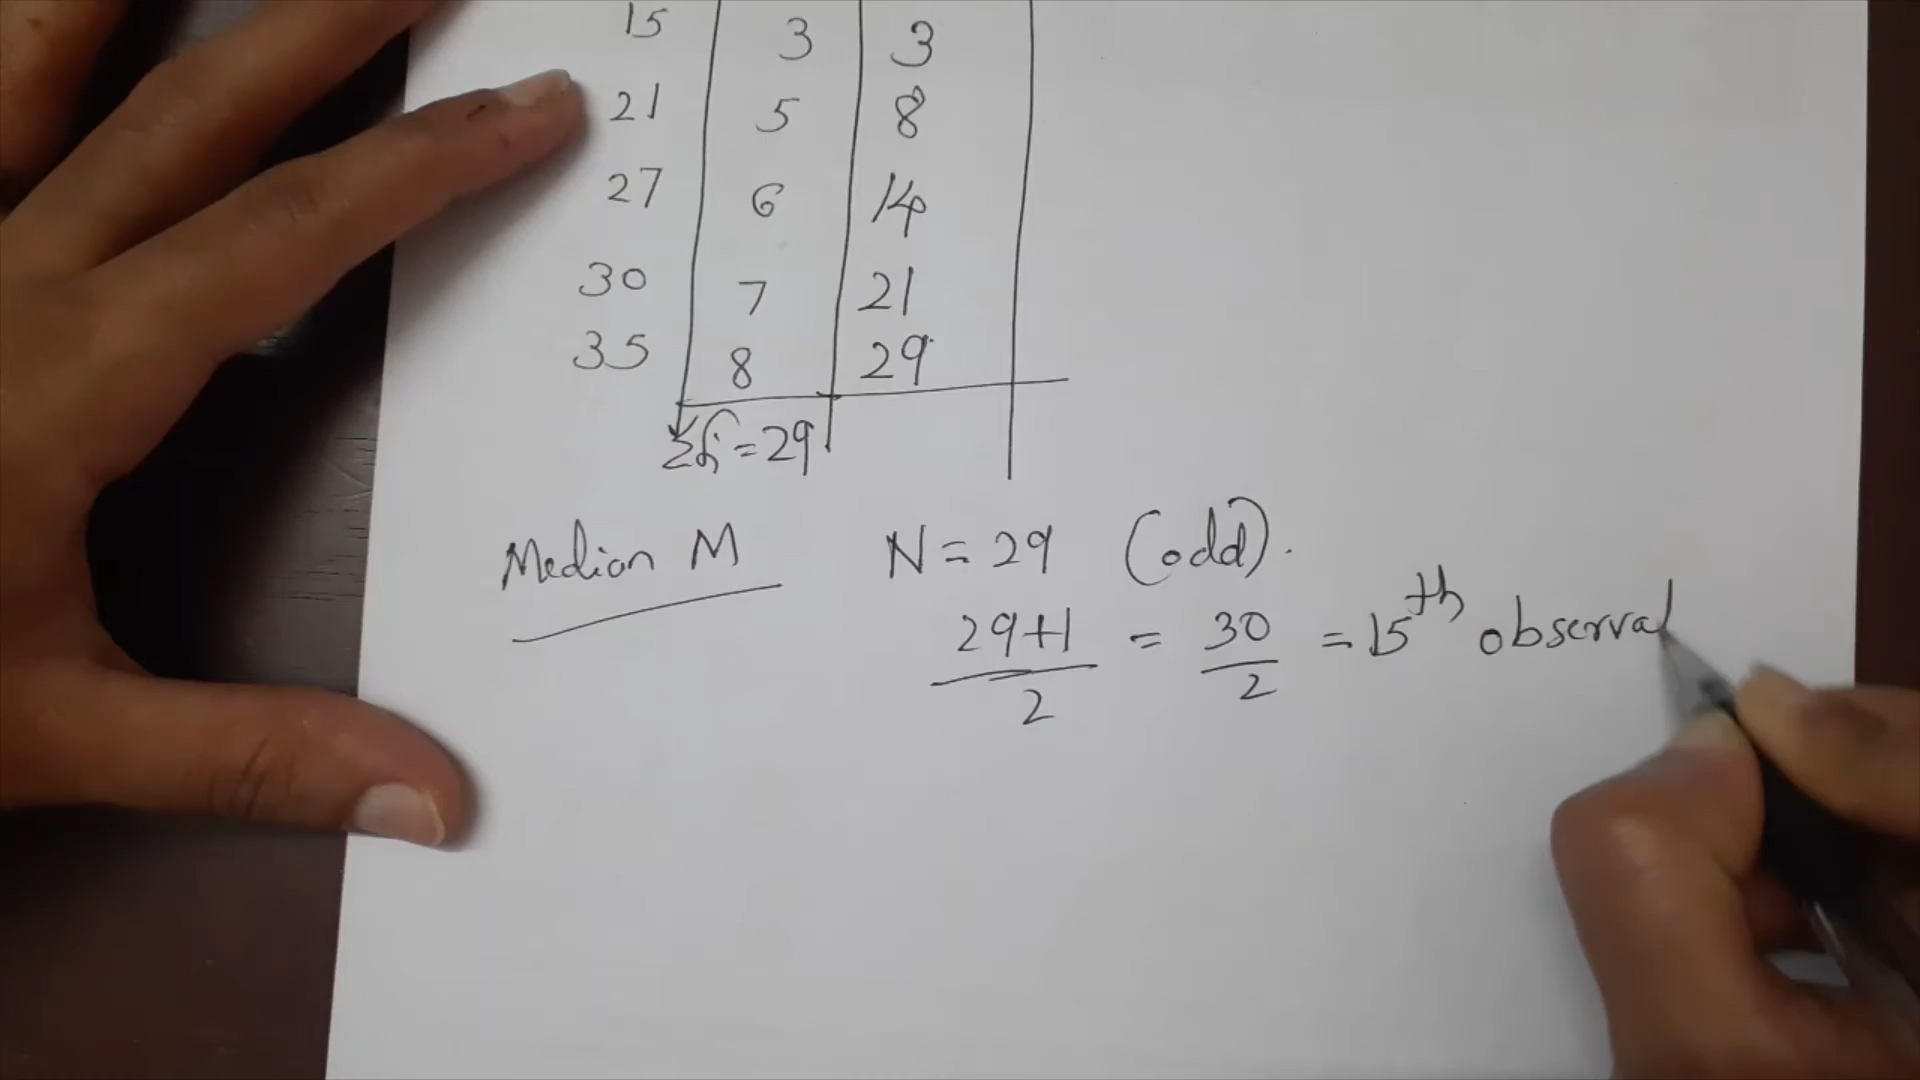 15 3 3
21 5 8
27 6 14
30 7 21
35 8 29
Σfi = 29
Median M N = 29 (odd).
29+1/2 = 30/2 = 15th observat